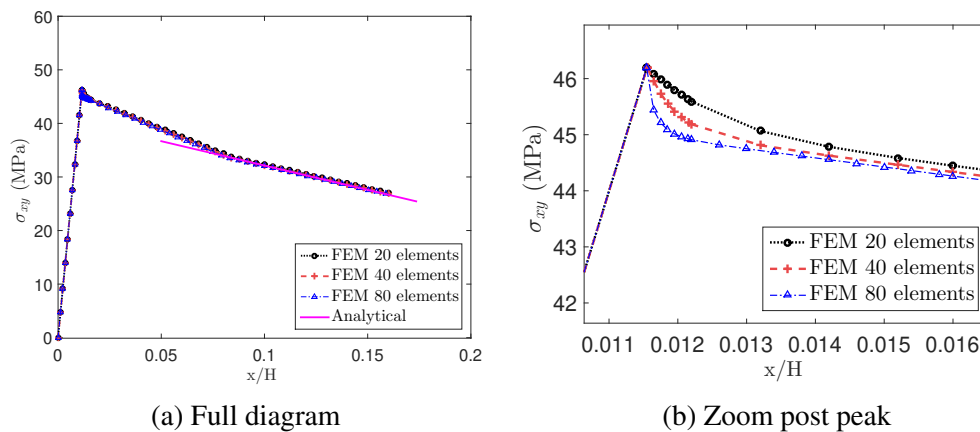 60
50
40
30
20
10
0
σxy (MPa)
0 0.05 0.1 0.15 0.2
x/H
FEM 20 elements
FEM 40 elements
FEM 80 elements
Analytical
(a) Full diagram
46
45
44
43
42
σxy (MPa)
0.011 0.012 0.013 0.014 0.015 0.016
x/H
FEM 20 elements
FEM 40 elements
FEM 80 elements
(b) Zoom post peak